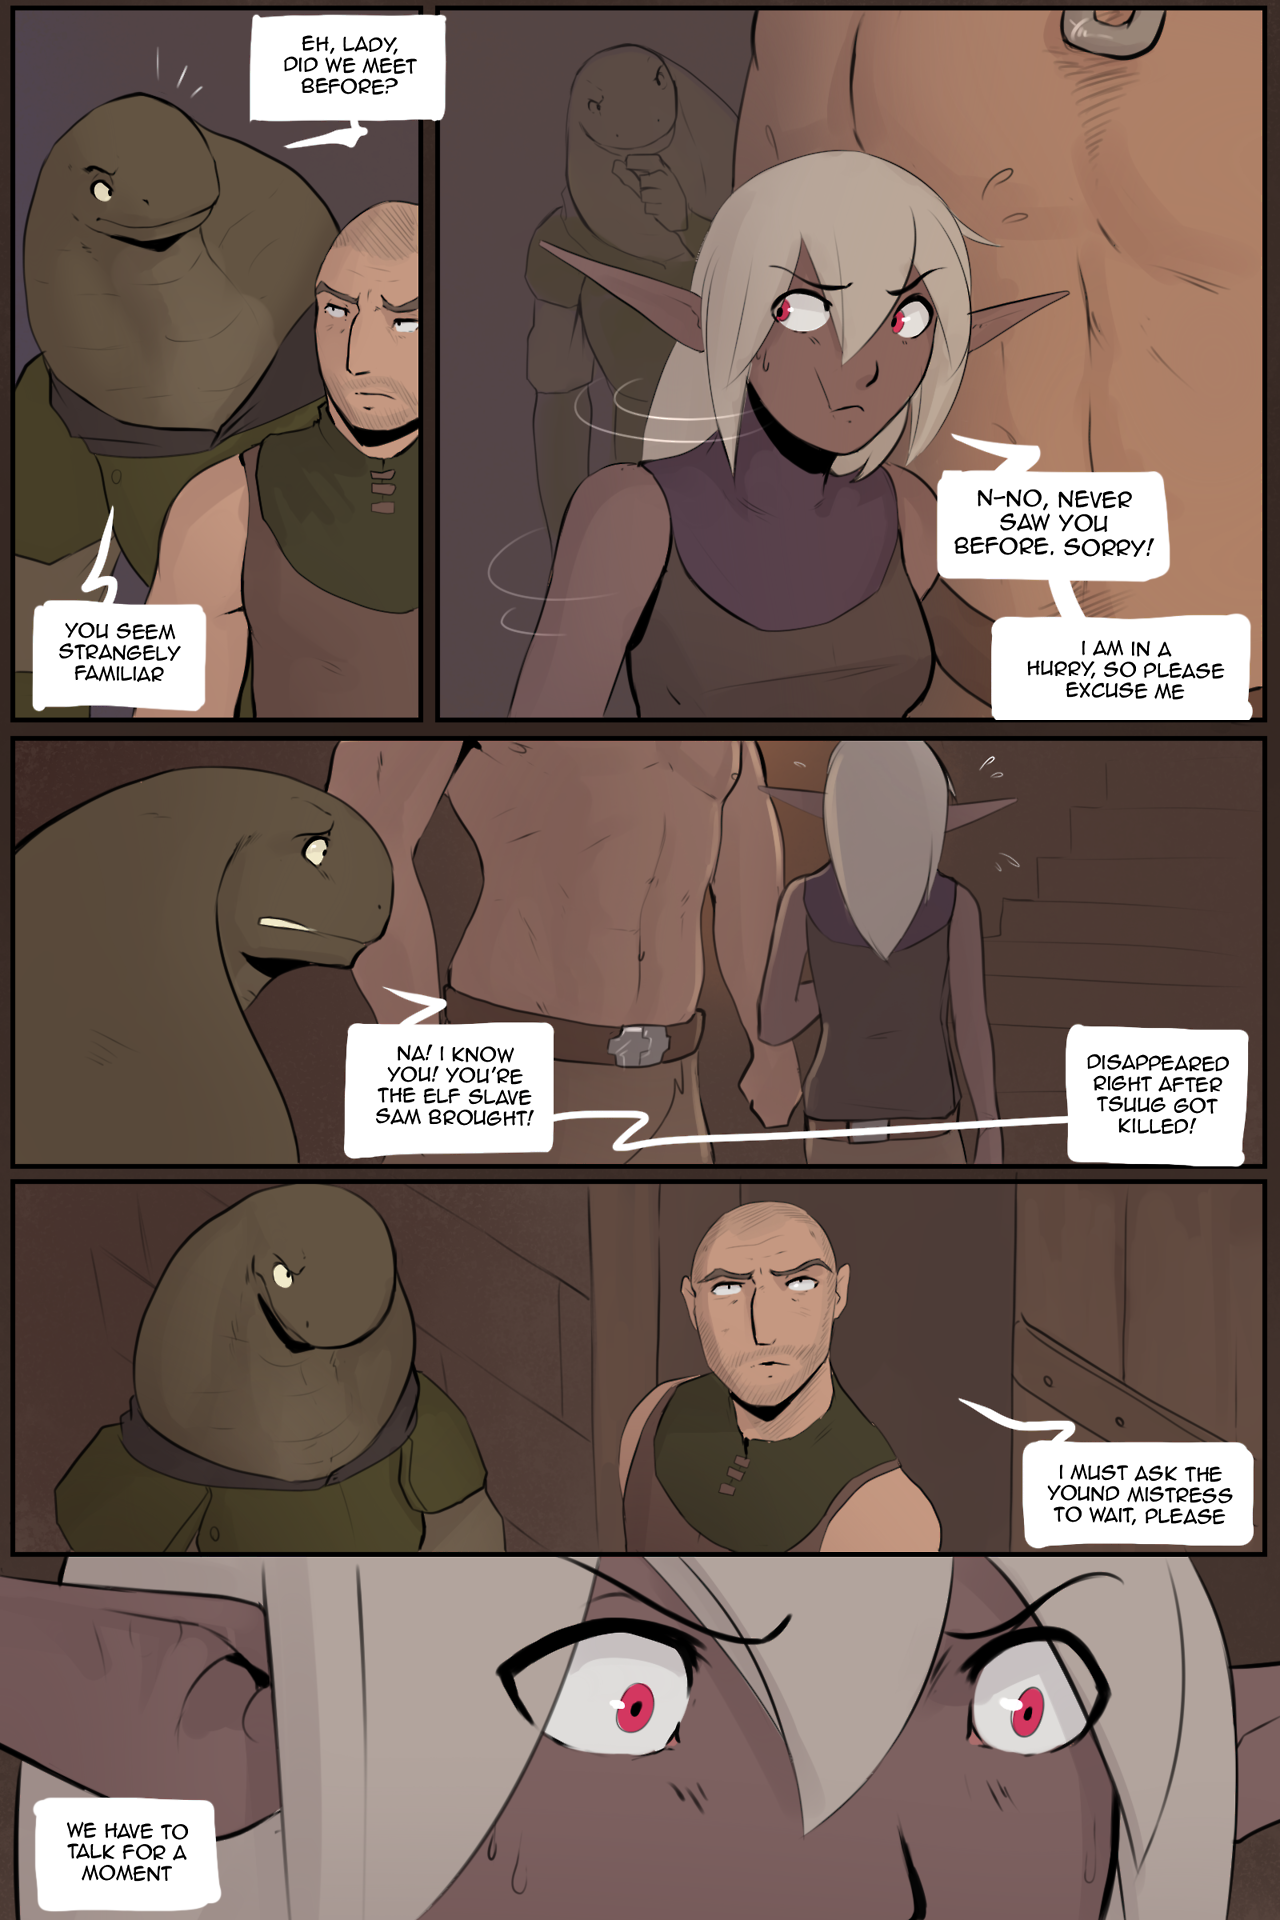 EH, LADY,
DID WE MEET
BEFORE?
YOU SEEM
STRANGELY
FAMILIAR
N-NO, NEVER
SAW YOU
BEFORE. SORRY!
I AM IN A
HURRY, SO PLEASE
EXCUSE ME
NA! I KNOW
YOU! YOU'RE
THE ELF SLAVE
SAM BROUGHT!
DISAPPEARED
RIGHT AFTER
TSUUG GOT
KILLED!
I MUST ASK THE
YOUND MISTRESS
TO WAIT, PLEASE
WE HAVE TO
TALK FOR A
MOMENT